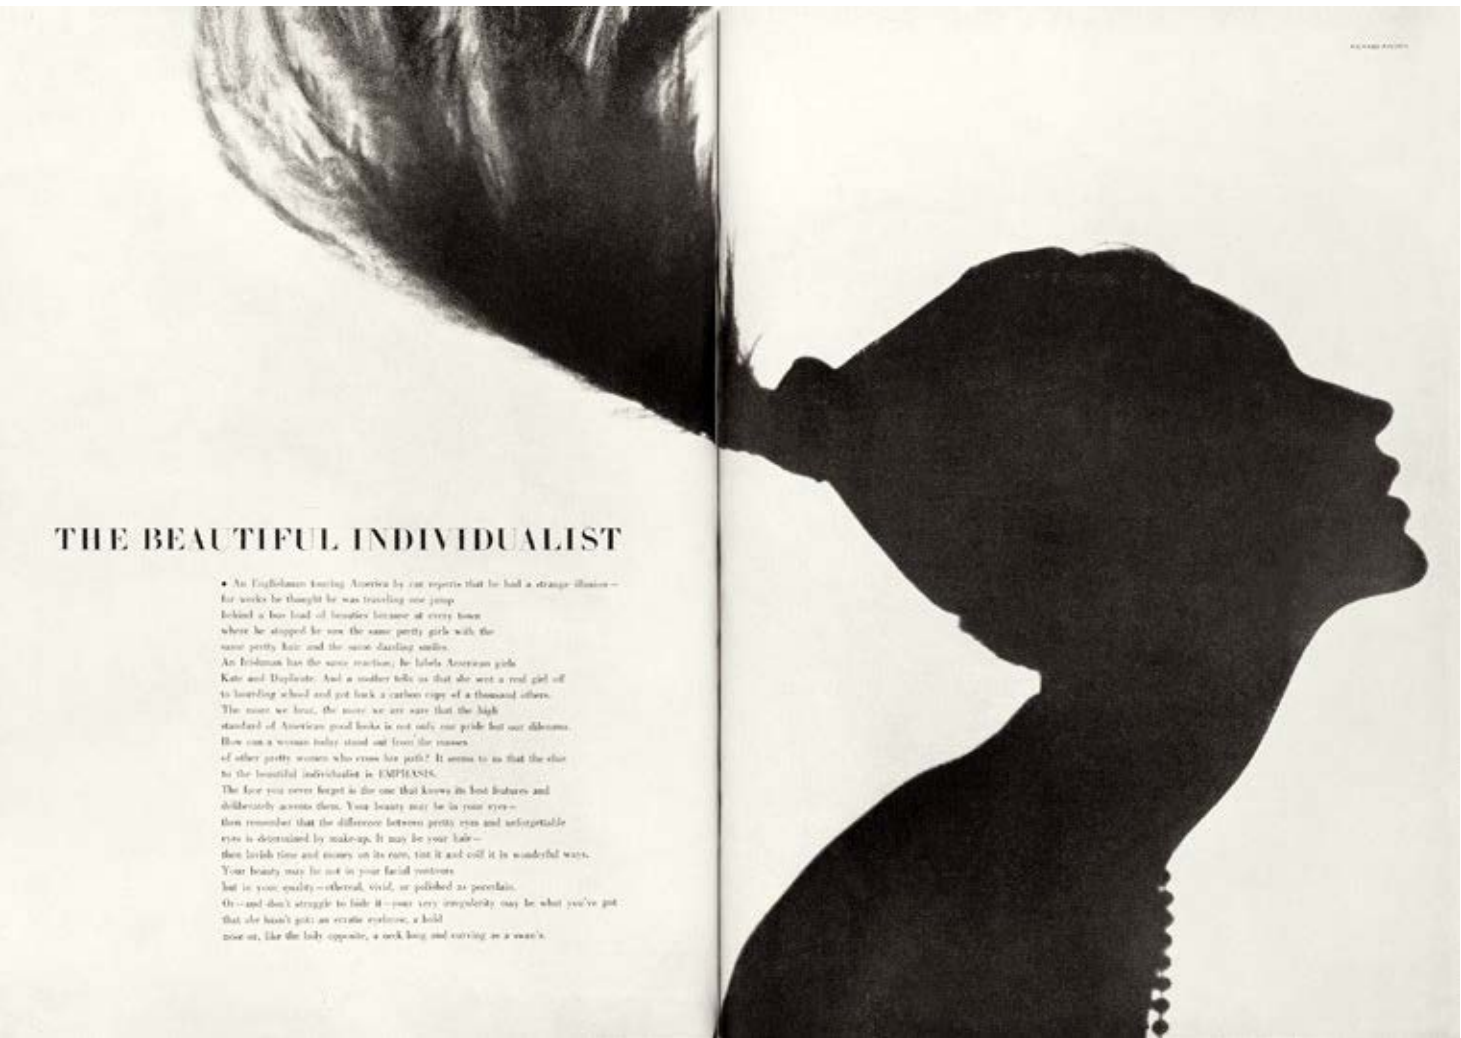 RICHARD AVEDON
THE BEAUTIFUL INDIVIDUALIST
• An Englishman touring America by car reports that he had a strange illusion—
for weeks he thought he was traveling one jump
behind a bus load of beauties because at every town
where he stopped he saw the same pretty girls with the
same pretty hair and the same dazzling smiles.
An Irishman has the same reaction; he labels American girls
Kate and Duplicate. And a mother tells us that she sent a real girl off
to boarding school and got back a carbon copy of a thousand others.
The more we hear, the more we are sure that the high
standard of American good looks is not only our pride but our dilemma.
How can a woman today stand out from the masses
of other pretty women who cross her path? It seems to us that the clue
to the beautiful individualist is EMPHASIS.
The face you never forget is the one that knows its best features and
deliberately accents them. Your beauty may be in your eyes—
then remember that the difference between pretty eyes and unforgettable
eyes is determined by make-up. It may be your hair—
then lavish time and money on its care, tint it and coif it in wonderful ways.
Your beauty may lie not in your facial contours
but in your quality—ethereal, vivid, or polished as porcelain.
Or—and don't struggle to hide it—your very irregularity may be what you've got
that she hasn't got: an erratic eyebrow, a bold
nose or, like the lady opposite, a neck long and curving as a swan's.